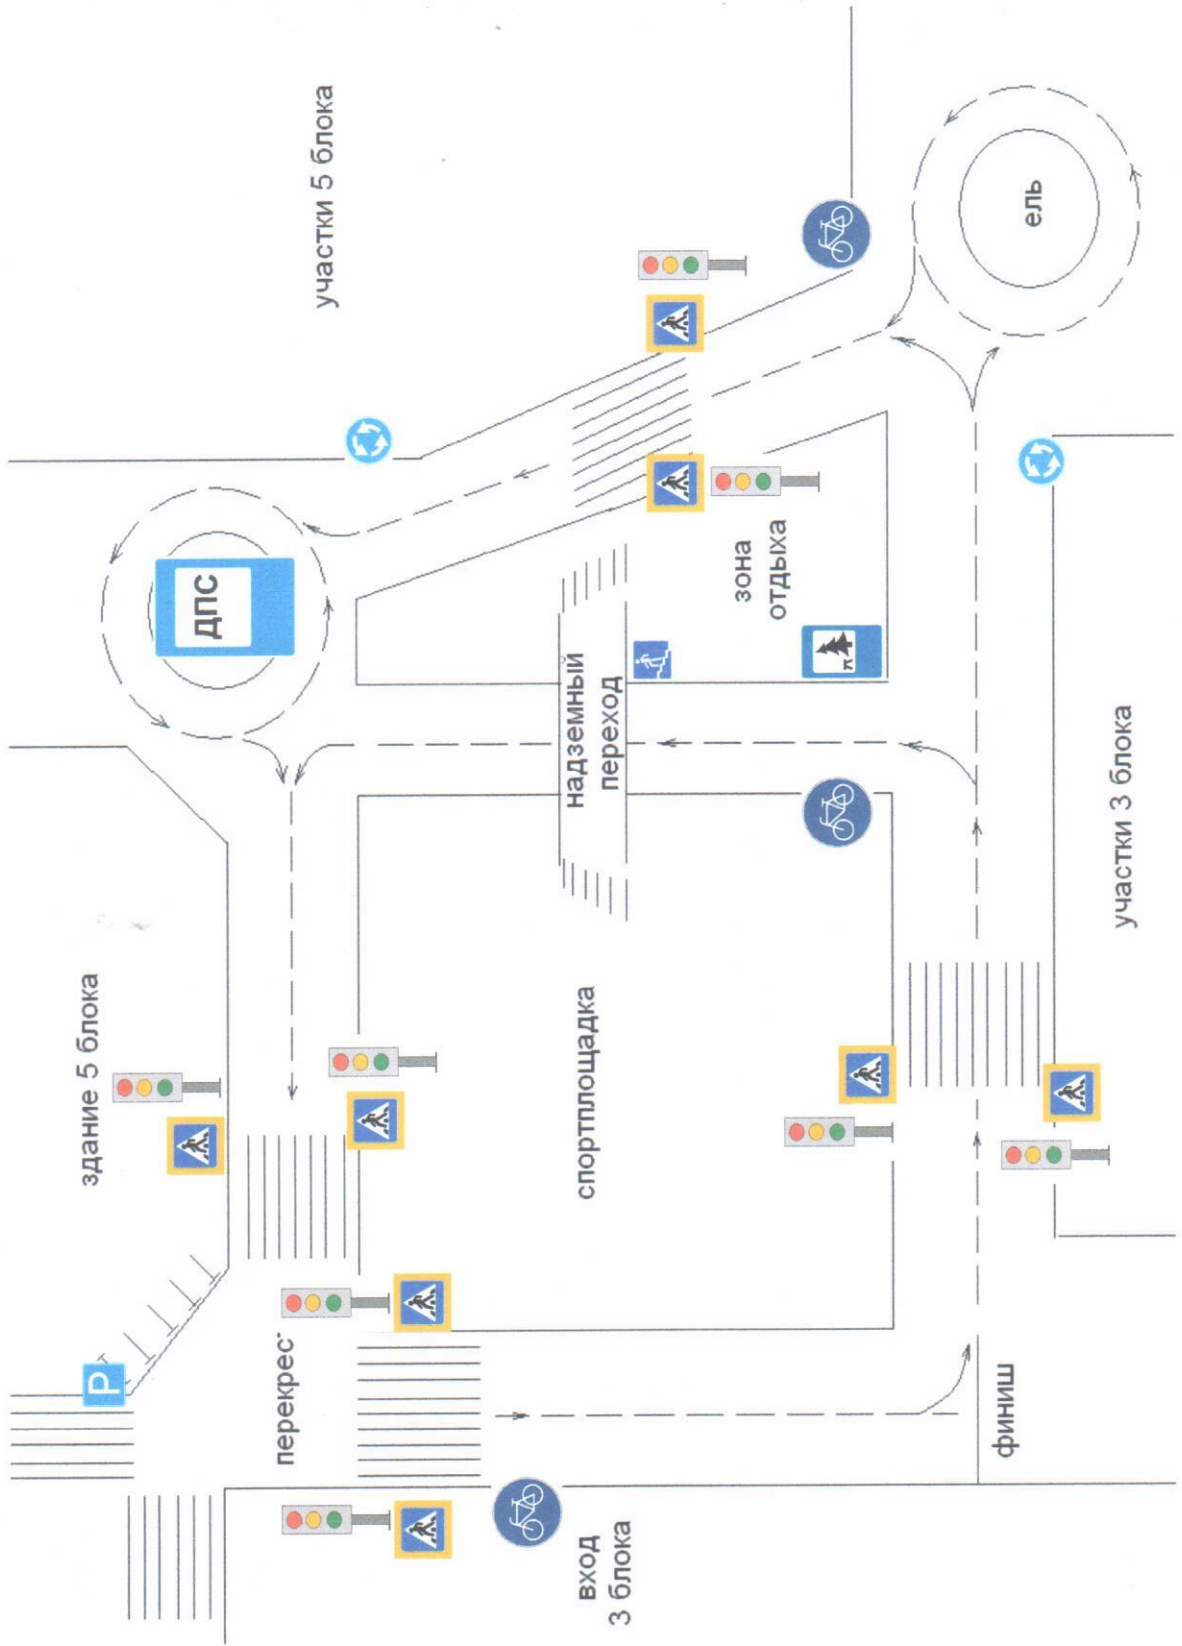 участки 5 блока
ель
ДПС
зона
отдыха
надземный
переход
участки 3 блока
здание 5 блока
спортплощадка
P
перекрес
финиш
вход
3 блока